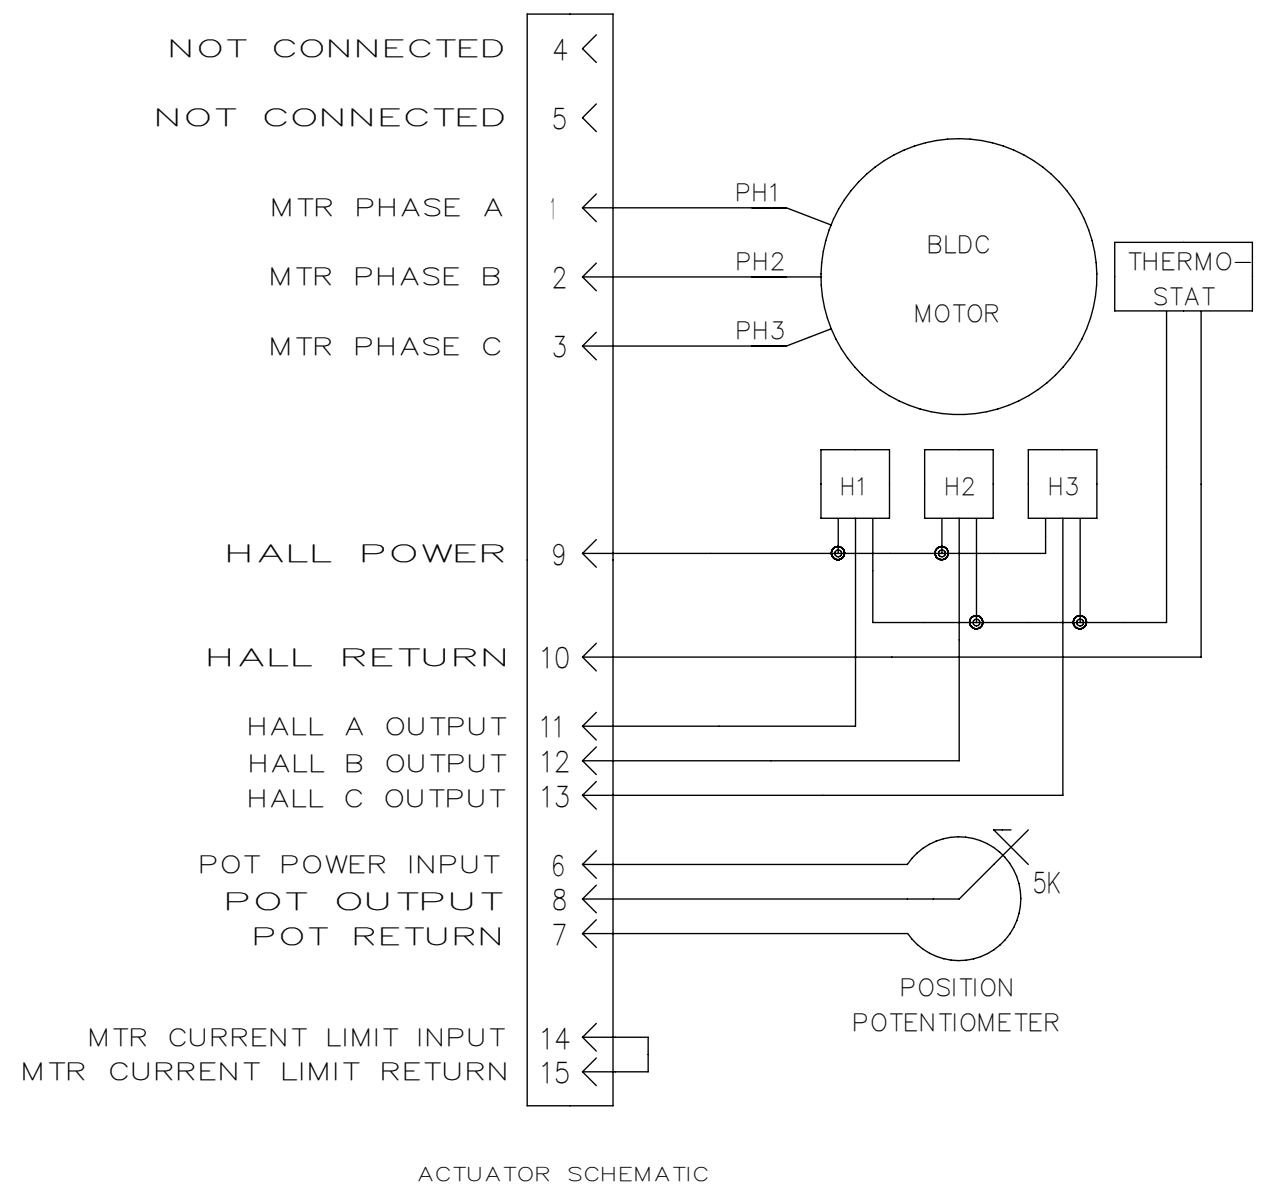 NOT CONNECTED 4
NOT CONNECTED 5
MTR PHASE A 1 PH1
MTR PHASE B 2 PH2
MTR PHASE C 3 PH3
BLDC
MOTOR
THERMO-
STAT
H1 H2 H3
HALL POWER 9
HALL RETURN 10
HALL A OUTPUT 11
HALL B OUTPUT 12
HALL C OUTPUT 13
POT POWER INPUT 6
POT OUTPUT 8
POT RETURN 7
5K
POSITION
POTENTIOMETER
MTR CURRENT LIMIT INPUT 14
MTR CURRENT LIMIT RETURN 15
ACTUATOR SCHEMATIC